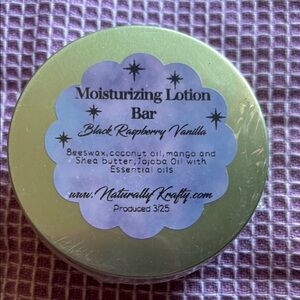 Moisturizing Lotion
Bar
Black Raspberry Vanilla
Beeswax, coconut oil, mango and
Shea butter, Jojoba Oil with
Essential oils
www.NaturallyKrafty.com
Produced 3/25